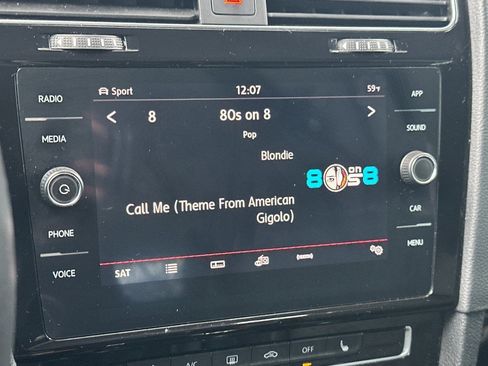 RADIO
MEDIA
PHONE
VOICE
Sport 12:07 59°F
< 8 80s on 8 >
Pop
Blondie
8 on 8
Call Me (Theme From American
Gigolo)
SAT
APP
SOUND
CAR
MENU
A/C
OFF